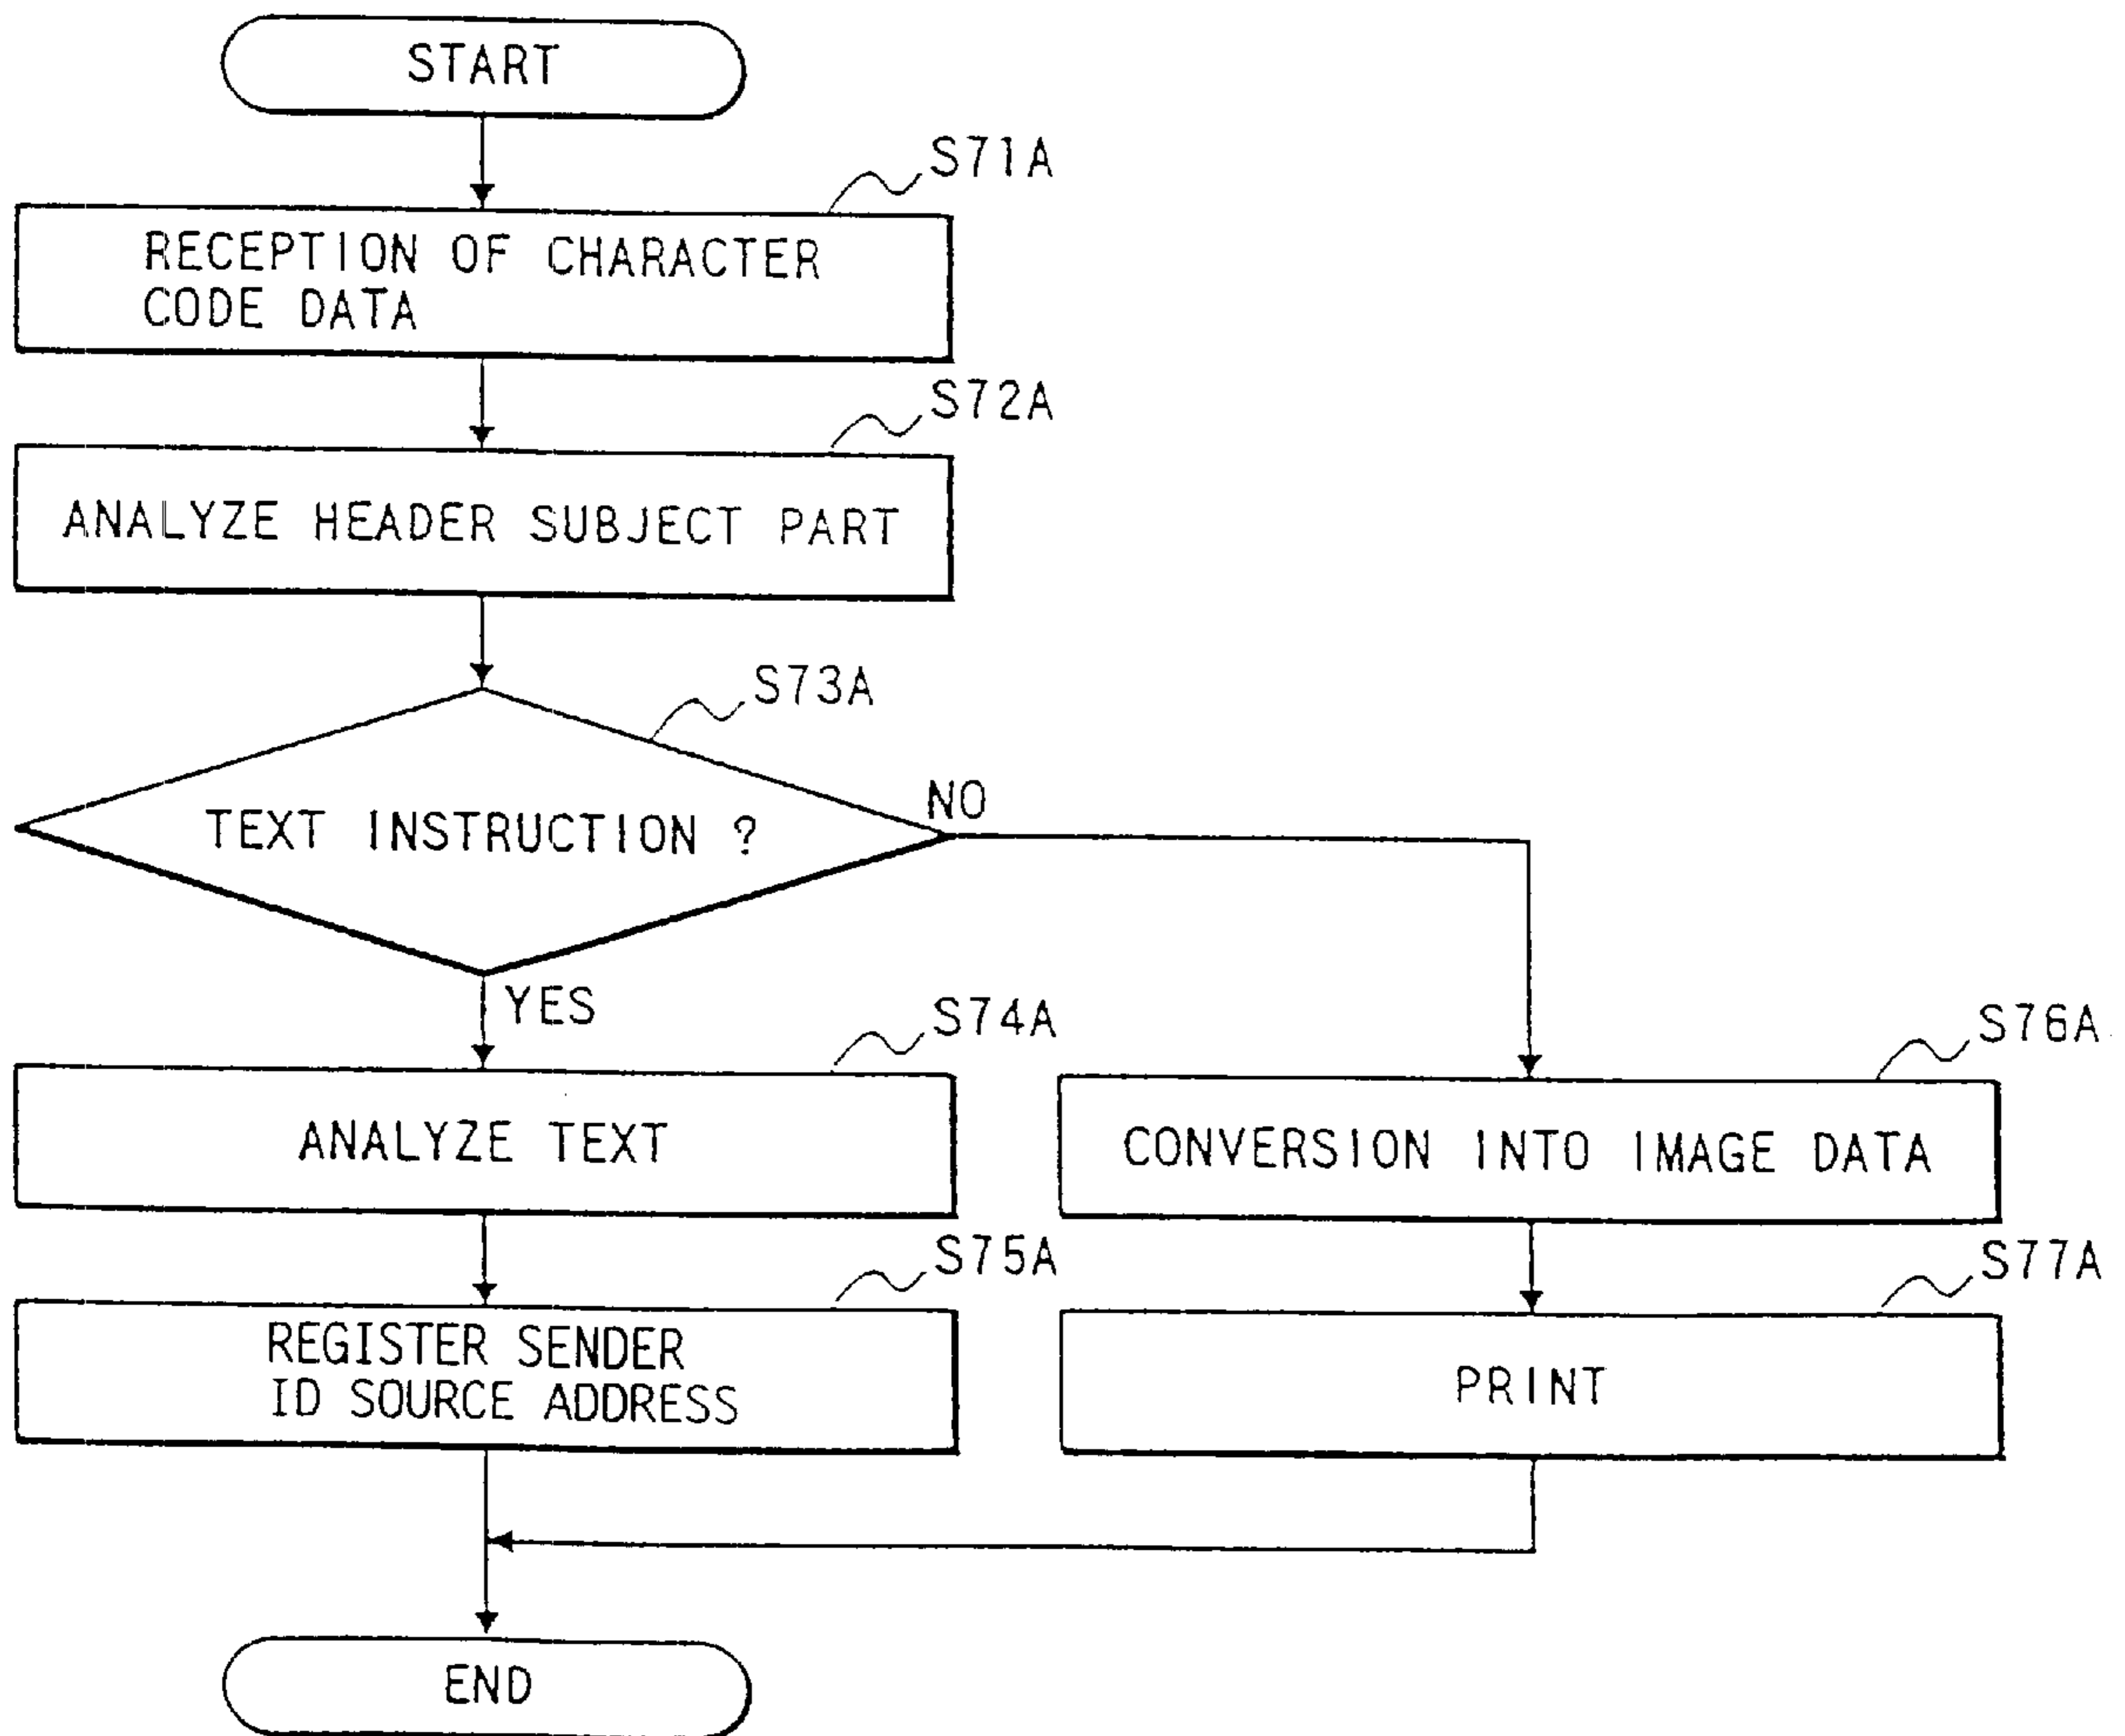 START
S71A
RECEPTION OF CHARACTER
CODE DATA
S72A
ANALYZE HEADER SUBJECT PART
S73A
TEXT INSTRUCTION ?
NO
YES
S74A
ANALYZE TEXT
S76A
CONVERSION INTO IMAGE DATA
S75A
REGISTER SENDER
ID SOURCE ADDRESS
S77A
PRINT
END